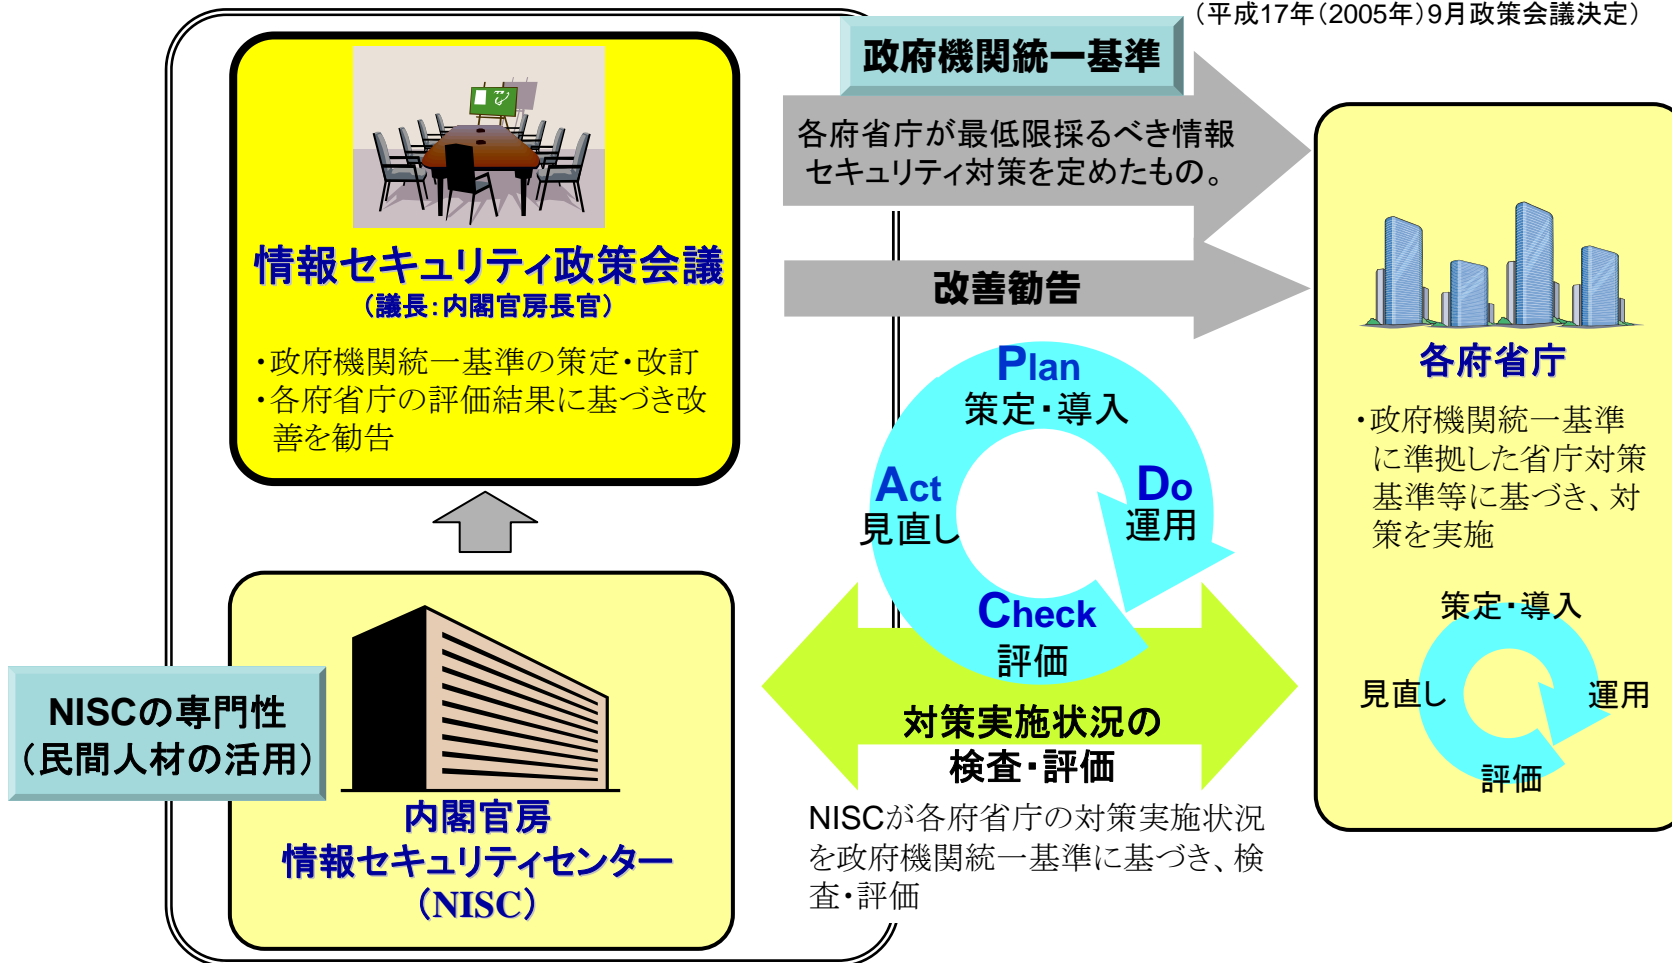 （平成17年（2005年）9月政策会議決定）
政府機関統一基準
各府省庁が最低限採るべき情報
セキュリティ対策を定めたもの。
改善勧告
情報セキュリティ政策会議
（議長：内閣官房長官）
・政府機関統一基準の策定・改訂
・各府省庁の評価結果に基づき改
善を勧告
Plan
策定・導入
Do
運用
Check
評価
Act
見直し
対策実施状況の
検査・評価
NISCが各府省庁の対策実施状況
を政府機関統一基準に基づき、検
査・評価
NISCの専門性
（民間人材の活用）
内閣官房
情報セキュリティセンター
（NISC）
各府省庁
・政府機関統一基準
に準拠した省庁対策
基準等に基づき、対
策を実施
策定・導入
見直し
運用
評価